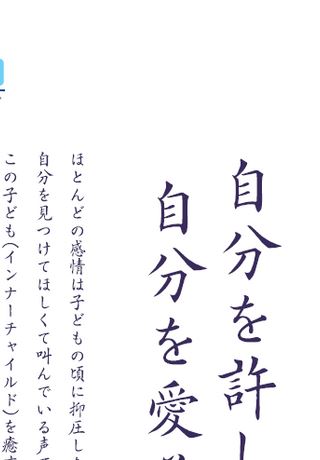 自分を許し
自分を愛
ほとんどの感情は子どもの頃に抑圧し
自分を見つけてほしくて叫んでいる声
この子ども(インナーチャイルド)を癒